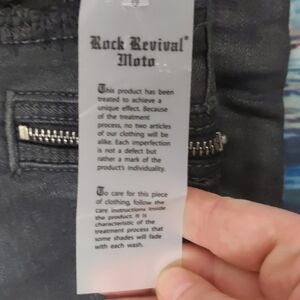 Rock Revival®
Moto
This product has been
treated to achieve a
unique effect. Because
of the treatment
process, no two articles
of our clothing will be
alike. Each imperfection
is not a defect but
rather a mark of the
product's individuality.
To care for this piece
of clothing, follow the
care instructions inside
the product. It is
characteristic of the
treatment process that
some shades will fade
with each wash.